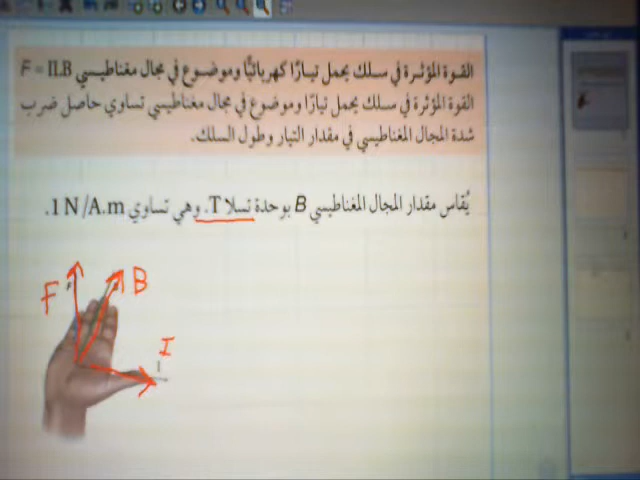 القوة المؤثرة في سلك يحمل تيارًا كهربائيًّا وموضوع في مجال مغناطيسي F = ILB
القوة المؤثرة في سلك يحمل تيارًا وموضوع في مجال مغناطيسي تساوي حاصل ضرب
شدة المجال المغناطيسي في مقدار التيار وطول السلك.
يُقاس مقدار المجال المغناطيسي B بوحدة تسلا T. وهي تساوي 1 N/A.m.
F B
I